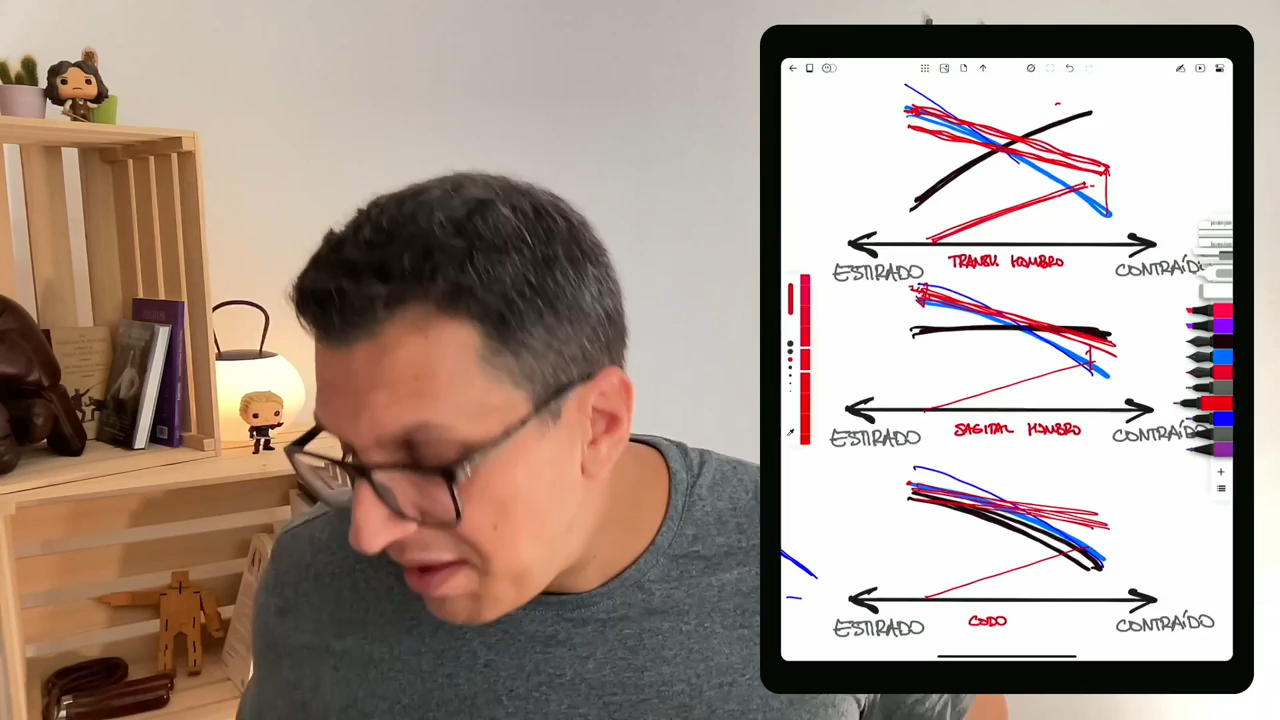 ESTIRADO
TRANSV. HOMBRO
CONTRAÍDO
ESTIRADO
SAGITAL HOMBRO
CONTRAÍDO
ESTIRADO
CODO
CONTRAÍDO